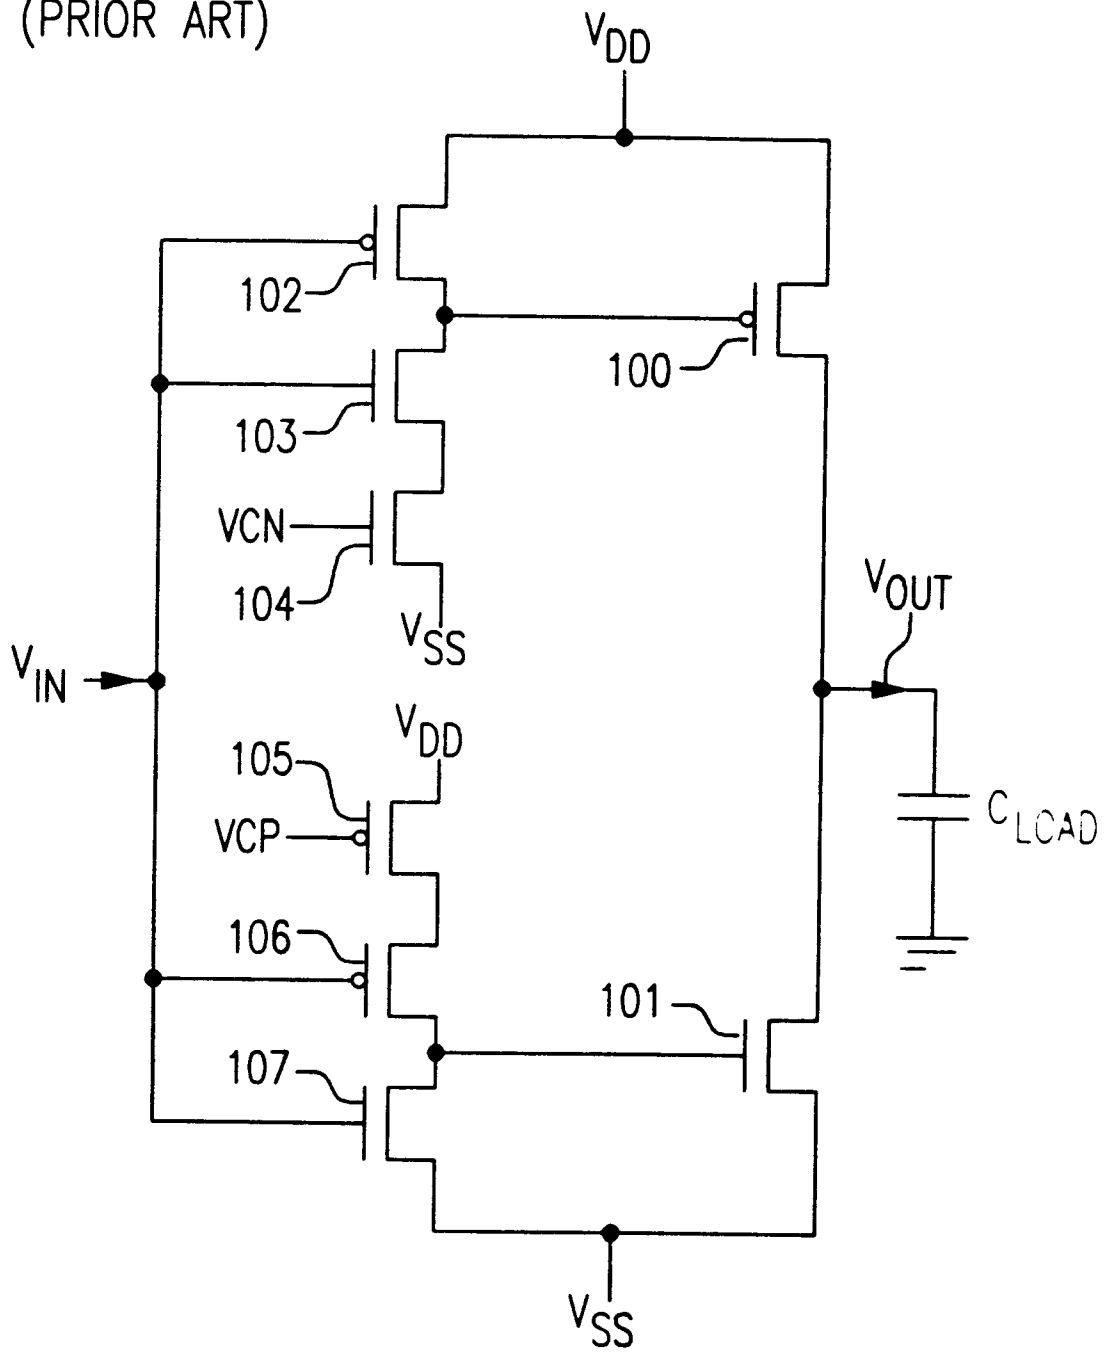 (PRIOR ART)
VDD
102
100
103
VCN
104
VSS
VOUT
VIN
VDD
105
VCP
CLOAD
106
101
107
VSS